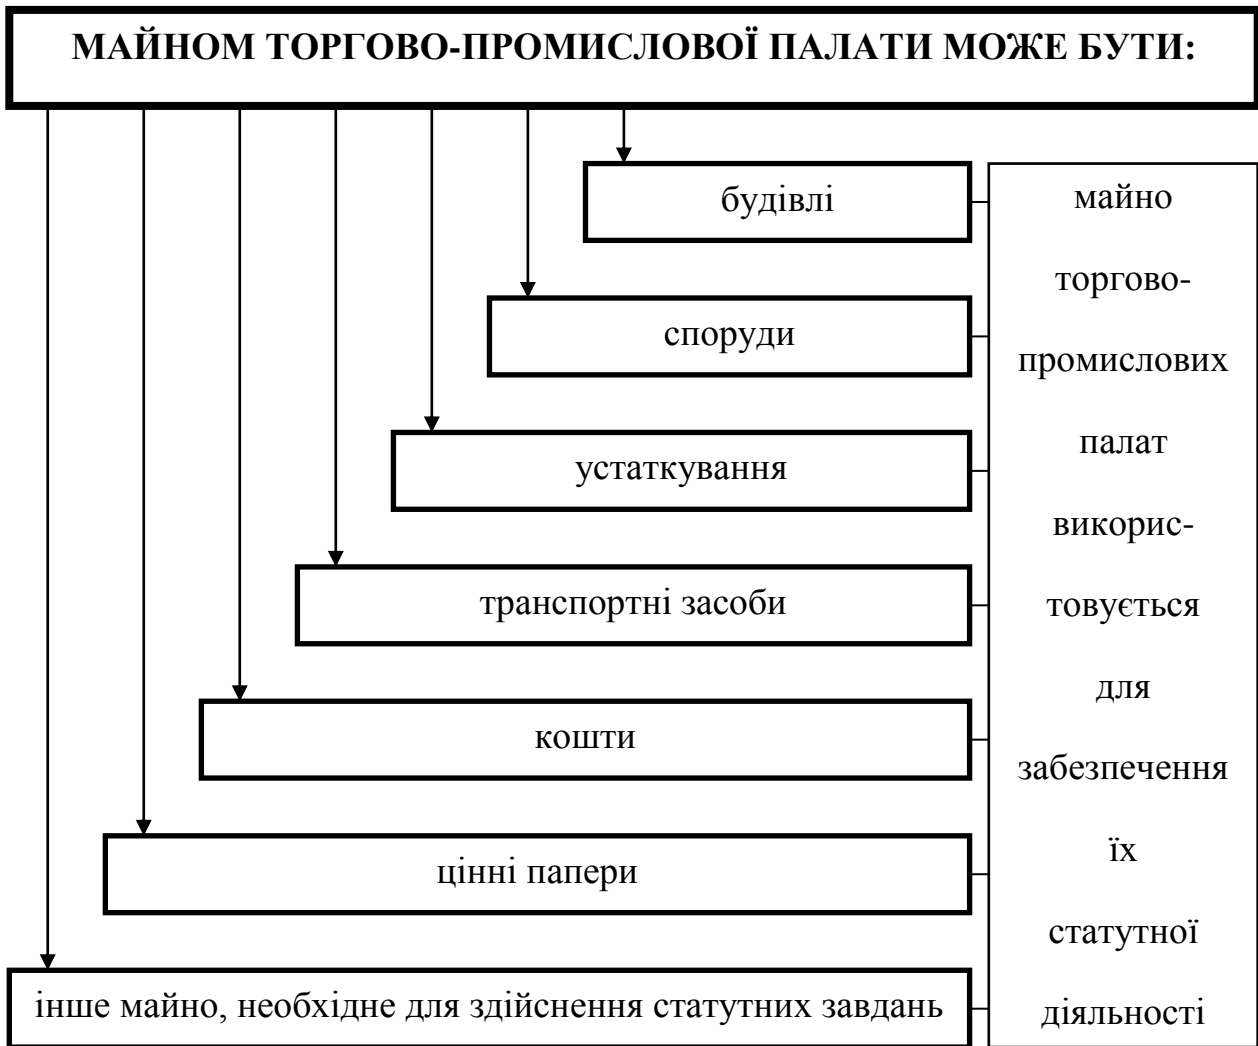 МАЙНОМ ТОРГОВО-ПРОМИСЛОВОЇ ПАЛАТИ МОЖЕ БУТИ:
будівлі
споруди
устаткування
транспортні засоби
кошти
цінні папери
інше майно, необхідне для здійснення статутних завдань
майно
торгово-
промислових
палат
викорис-
товується
для
забезпечення
їх
статутної
діяльності